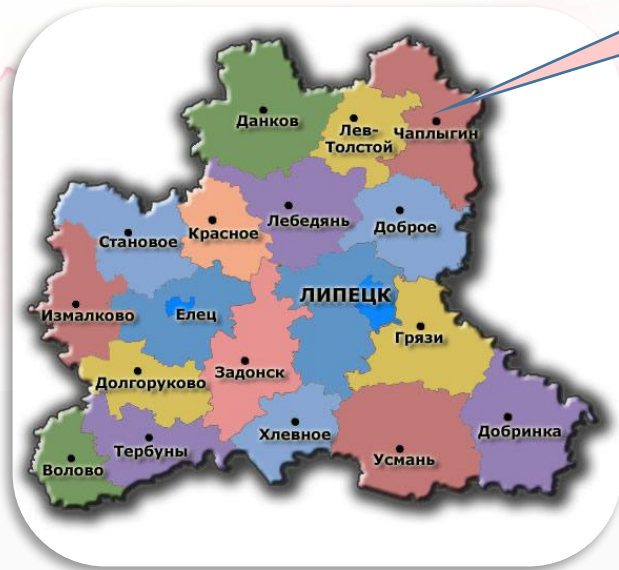 Данков
Лев-
Толстой
Чаплыгин
Становое
Красное
Лебедянь
Доброе
Измалково
Елец
ЛИПЕЦК
Грязи
Долгоруково
Задонск
Волово
Тербуны
Хлевное
Усмань
Добринка